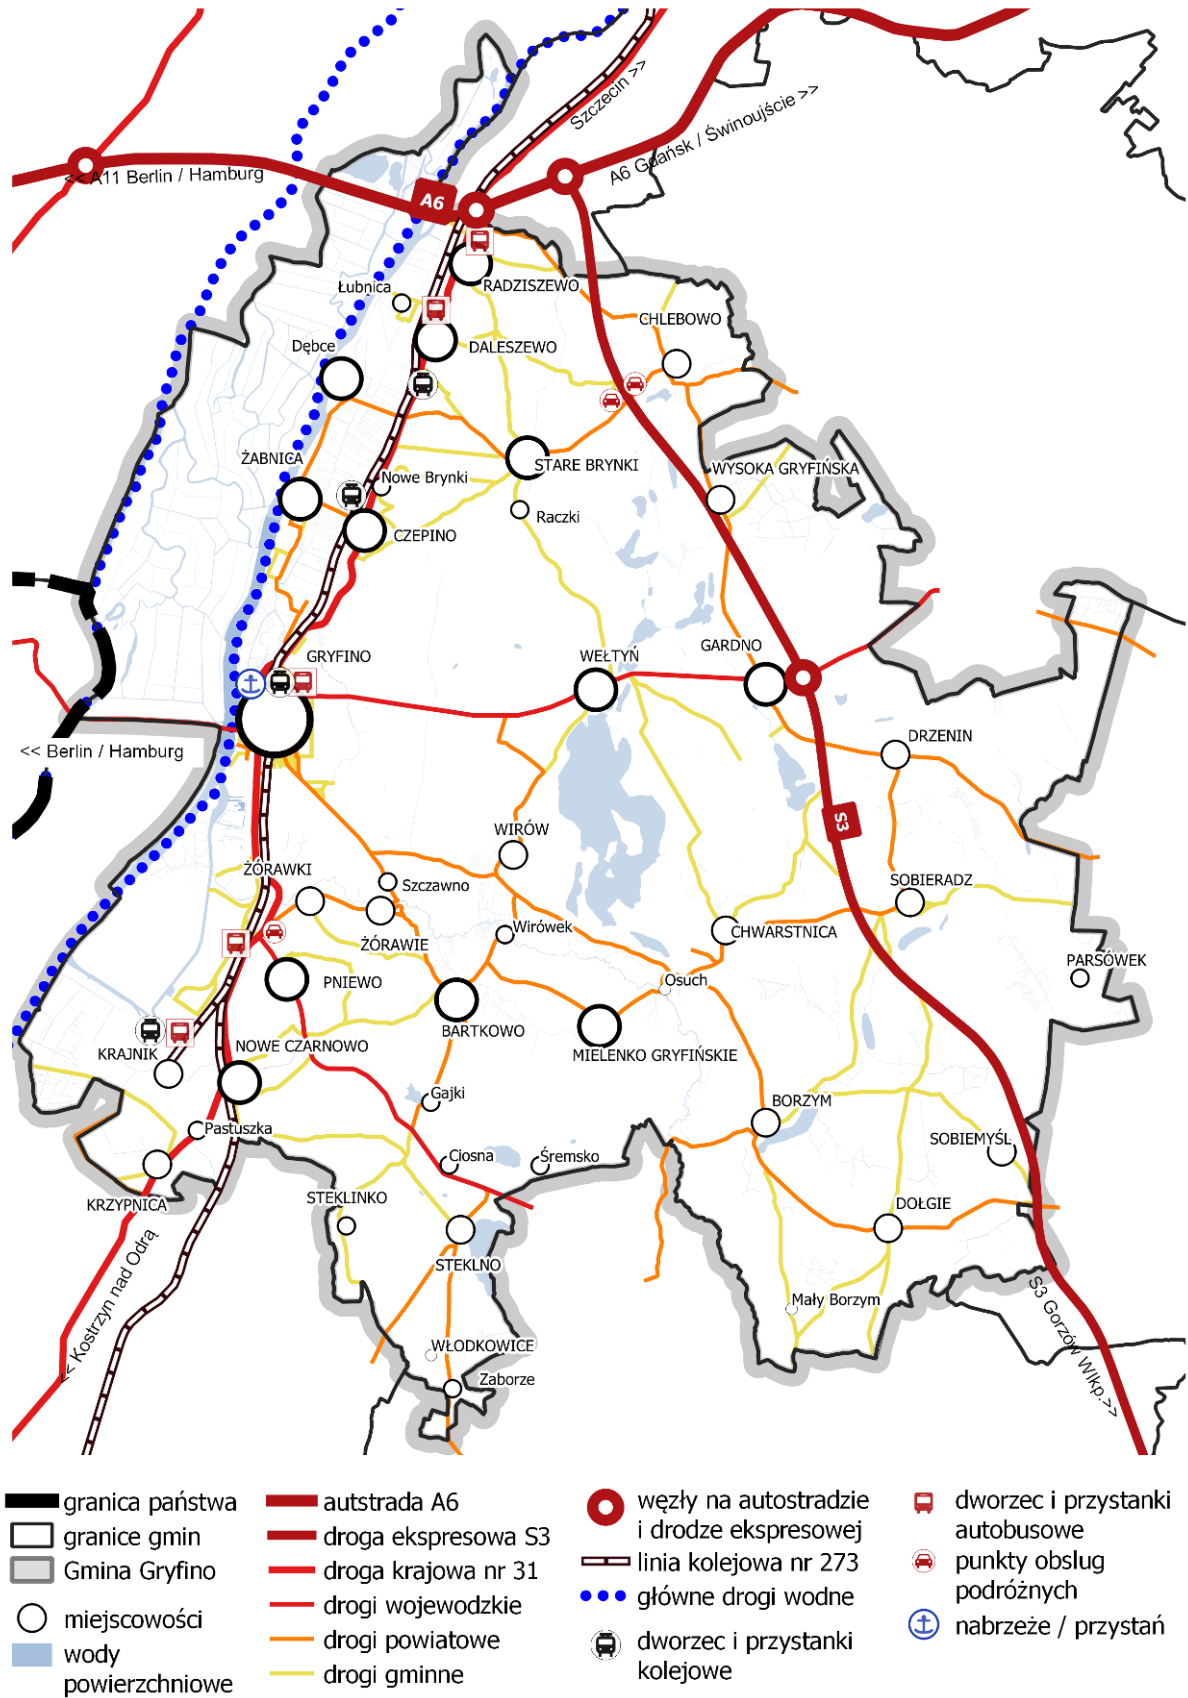 Szczecin >>
A6 Gdańsk / Świnoujście >>
<< A11 Berlin / Hamburg
A6
RADZISZEWO
Łubnica
CHLEBOWO
Dębce
DALESZEWO
ŻABNICA
STARE BRYNKI
WYSOKA GRYFIŃSKA
Nowe Brynki
Raczki
CZEPINO
GRYFINO
WEŁTYŃ
GARDNO
<< Berlin / Hamburg
DRZENIN
S3
WIRÓW
ŻÓRAWKI
Szczawno
SOBIERADZ
Wirówek
CHWARSTNICA
ŻÓRAWIE
PARSÓWEK
PNIEWO
Osuch
BARTKOWO
NOWE CZARNOWO
KRAJNIK
MIELENKO GRYFIŃSKIE
Gajki
BORZYM
Pastuszka
SOBIEMYŚL
Ciosna
Śremsko
KRZYPNICA
STEKLINKO
DOŁGIE
<< Kostrzyn nad Odrą
STEKLNO
Mały Borzym
S3 Gorzów Wlkp.>>
WŁODKOWICE
Zaborze
granica państwa
granice gmin
Gmina Gryfino
miejscowości
wody
powierzchniowe
autstrada A6
droga ekspresowa S3
droga krajowa nr 31
drogi wojewodzkie
drogi powiatowe
drogi gminne
węzły na autostradzie
i drodze ekspresowej
linia kolejowa nr 273
główne drogi wodne
dworzec i przystanki
kolejowe
dworzec i przystanki
autobusowe
punkty obslug
podróżnych
nabrzeże / przystań